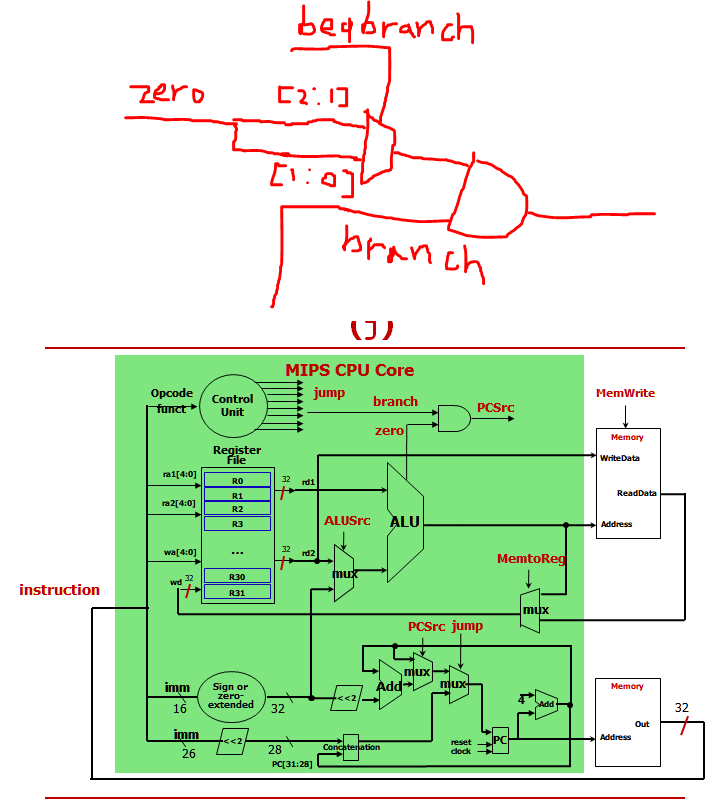 beqbranch
zero
[2:1]
[1:0]
branch
MIPS CPU Core
Opcode
funct
Control
Unit
jump
branch
PCSrc
zero
MemWrite
Memory
WriteData
ReadData
Address
Register
File
ra1[4:0]
R0
32
rd1
R1
ra2[4:0]
R2
R3
ALUSrc
ALU
...
wa[4:0]
32
rd2
mux
MemtoReg
wd
32
R30
R31
mux
instruction
PCSrc
jump
imm
16
Sign or
zero-
extended
32
<<2
Add
mux
mux
4
Add
Memory
Out
32
Address
imm
26
<<2
28
Concatenation
PC[31:28]
reset
clock
PC